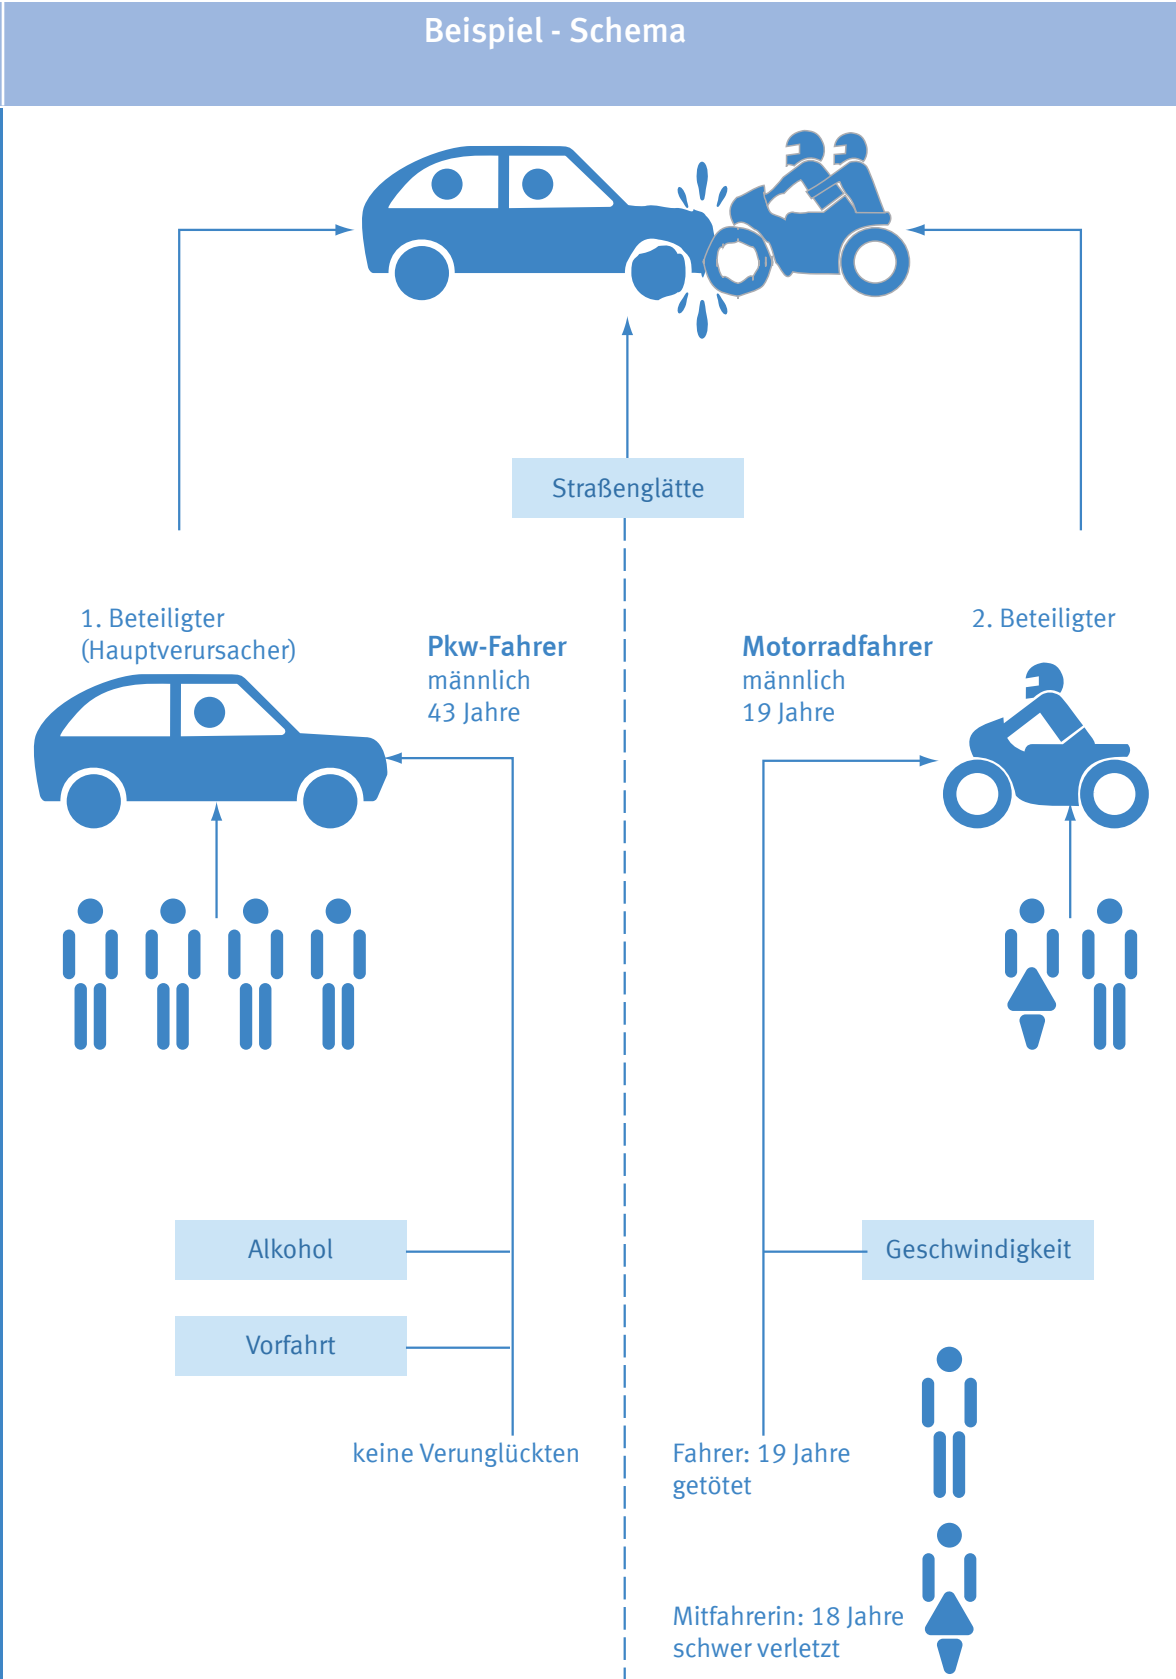 Beispiel - Schema
Straßenglätte
1. Beteiligter
(Hauptverursacher)
Pkw-Fahrer
männlich
43 Jahre
Motorradfahrer
männlich
19 Jahre
2. Beteiligter
Alkohol
Vorfahrt
keine Verunglückten
Geschwindigkeit
Fahrer: 19 Jahre
getötet
Mitfahrerin: 18 Jahre
schwer verletzt